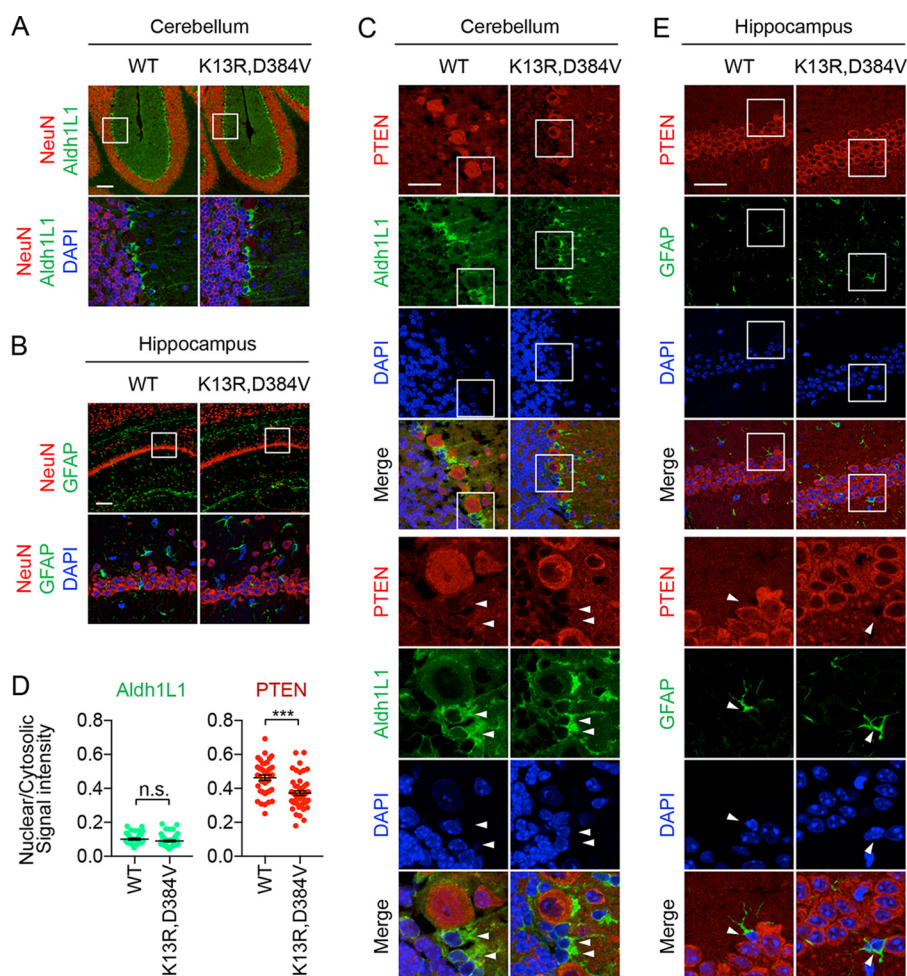 A
Cerebellum
WT K13R,D384V
NeuN
Aldh1L1
NeuN
Aldh1L1
DAPI
B
Hippocampus
WT K13R,D384V
NeuN
GFAP
NeuN
GFAP
DAPI
D
Aldh1L1 PTEN
Nuclear/Cytosolic
Signal intensity
0.8
0.6
0.4
0.2
0.0
n.s.
WT
K13R,D384V
0.8
0.6
0.4
0.2
0.0
***
WT
K13R,D384V
C
Cerebellum
WT K13R,D384V
PTEN
Aldh1L1
DAPI
Merge
PTEN
Aldh1L1
DAPI
Merge
E
Hippocampus
WT K13R,D384V
PTEN
GFAP
DAPI
Merge
PTEN
GFAP
DAPI
Merge